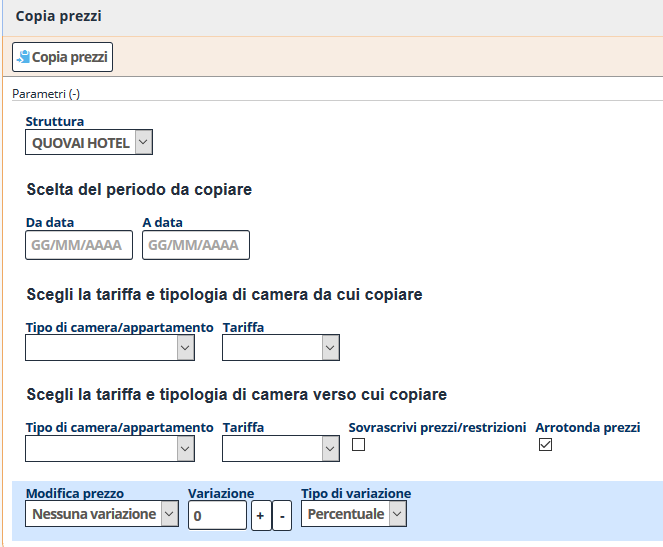 Copia prezzi
Copia prezzi
Parametri (-)
Struttura
QUOVAI HOTEL
Scelta del periodo da copiare
Da data A data
GG/MM/AAAA GG/MM/AAAA
Scegli la tariffa e tipologia di camera da cui copiare
Tipo di camera/appartamento Tariffa
Scegli la tariffa e tipologia di camera verso cui copiare
Tipo di camera/appartamento Tariffa Sovrascrivi prezzi/restrizioni Arrotonda prezzi
Modifica prezzo Variazione Tipo di variazione
Nessuna variazione 0 + - Percentuale